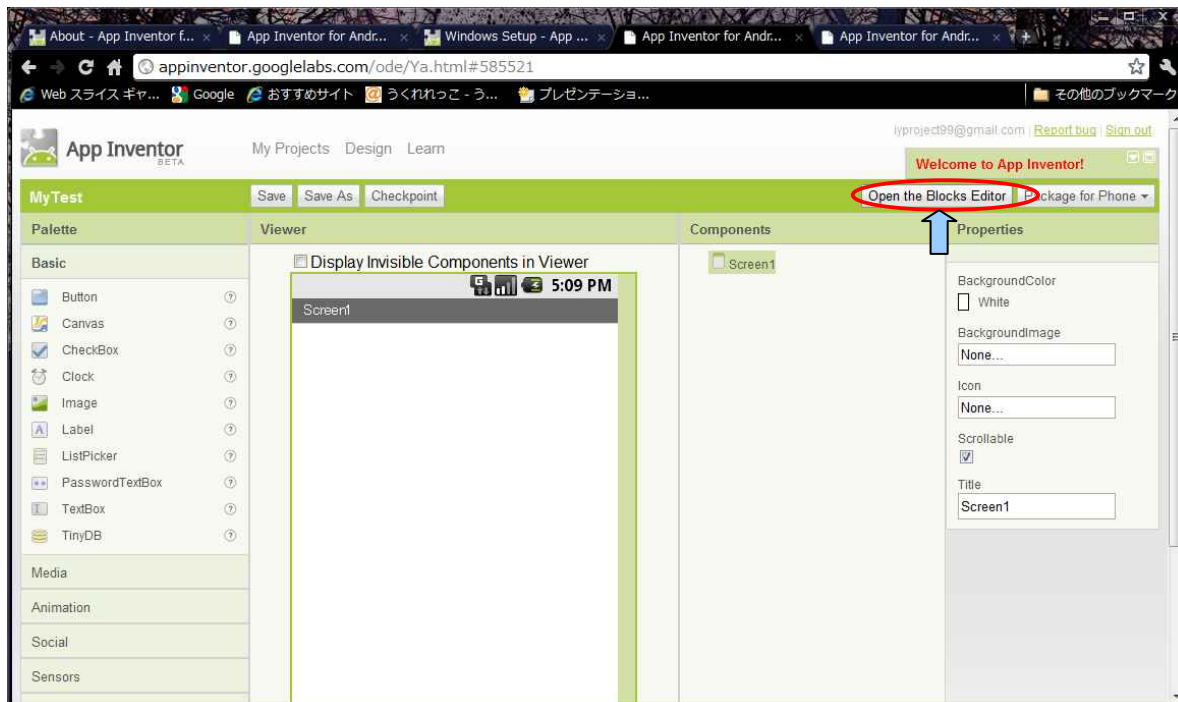 About - App Inventor f...
App Inventor for Andr...
Windows Setup - App ...
App Inventor for Andr...
App Inventor for Andr...
appinventor.googlelabs.com/ode/Ya.html#585521
Web スライス ギャ... Google おすすめサイト うくれれっこ - う... プレゼンテーショ... その他のブックマーク
iyproject99@gmail.com | Report bug | Sign out
App Inventor
BETA
My Projects Design Learn
Welcome to App Inventor!
MyTest
Save Save As Checkpoint
Open the Blocks Editor Package for Phone
Palette
Viewer
Components
Properties
Basic
Button
Canvas
CheckBox
Clock
Image
Label
ListPicker
PasswordTextBox
TextBox
TinyDB
Media
Animation
Social
Sensors
Display Invisible Components in Viewer
5:09 PM
Screen1
Screen1
BackgroundColor
White
BackgroundImage
None...
Icon
None...
Scrollable
Title
Screen1